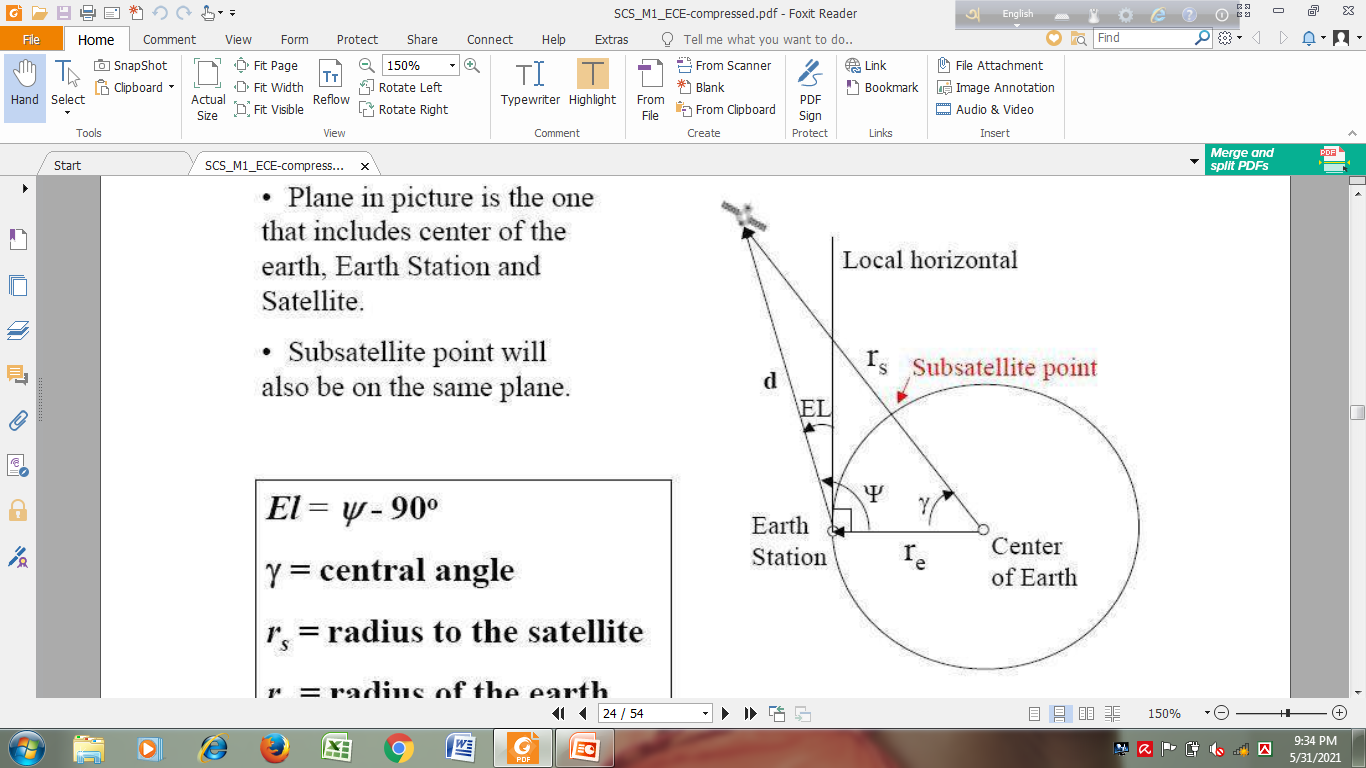 SCS_M1_ECE-compressed.pdf - Foxit Reader
English
File
Home
Comment
View
Form
Protect
Share
Connect
Help
Extras
Tell me what you want to do..
Find
Hand
Select
SnapShot
Clipboard
Tools
Actual
Size
Fit Page
Fit Width
Fit Visible
Reflow
150%
Rotate Left
Rotate Right
View
Typewriter
Highlight
Comment
From
File
From Scanner
Blank
From Clipboard
Create
PDF
Sign
Protect
Link
Bookmark
Links
File Attachment
Image Annotation
Audio & Video
Insert
Start
SCS_M1_ECE-compress...
Merge and
split PDFs
• Plane in picture is the one
that includes center of the
earth, Earth Station and
Satellite.
• Subsatellite point will
also be on the same plane.
El = ψ - 90º
γ = central angle
rs = radius to the satellite
r = radius of the earth
Local horizontal
rs
Subsatellite point
d
EL
Ψ
γ
Earth
Station
re
Center
of Earth
24 / 54
150%
9:34 PM
5/31/2021